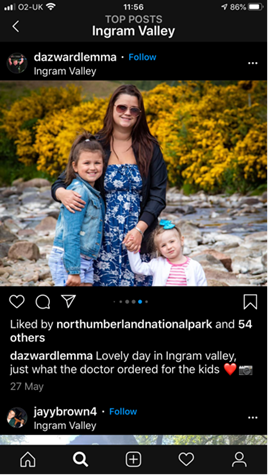 O2-UK 11:56 86%
TOP POSTS
Ingram Valley
dazwardlemma • Follow
Ingram Valley
Liked by northumberlandnationalpark and 54
others
dazwardlemma Lovely day in Ingram valley,
just what the doctor ordered for the kids ❤️📷
27 May
jayybrown4 • Follow
Ingram Valley